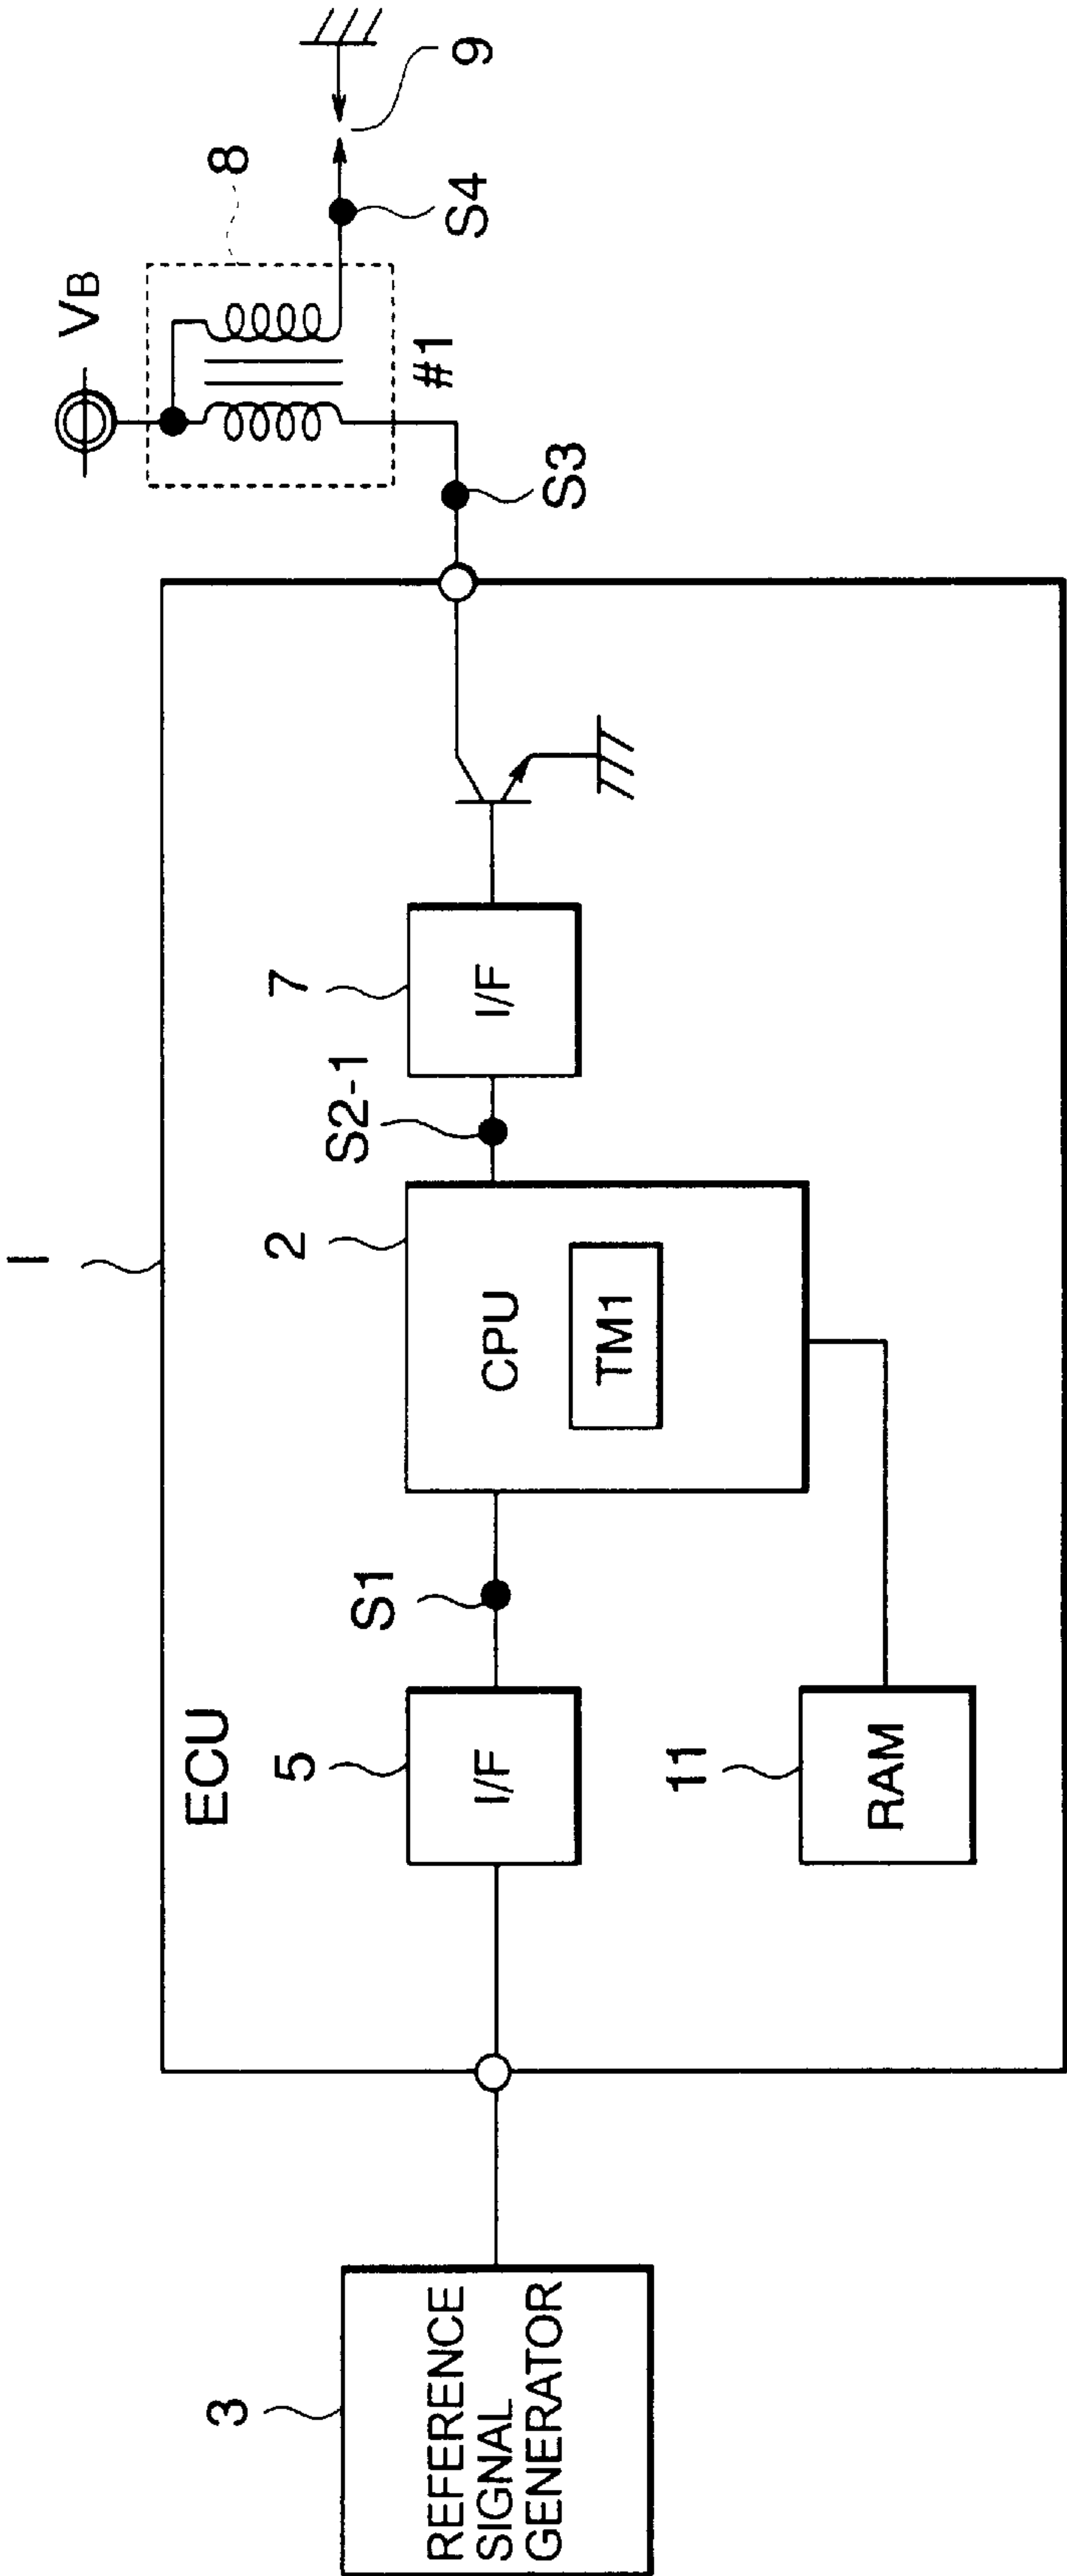 1
ECU
3
REFERENCE
SIGNAL
GENERATOR
5
I/F
S1
2
CPU
TM1
S2-1
7
I/F
11
RAM
S3
#1
VB
8
S4
9